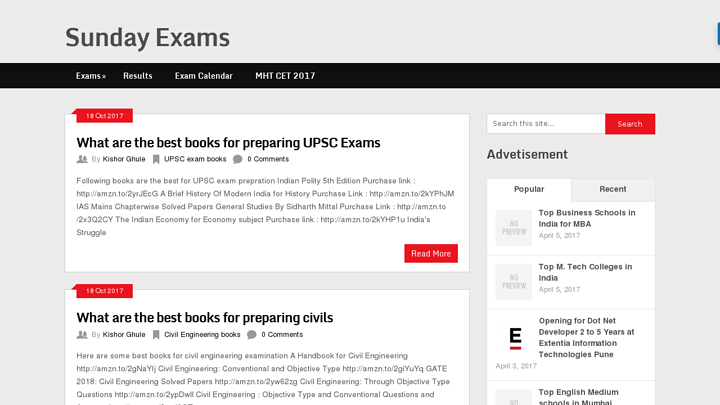 Sunday Exams
Exams »
Results
Exam Calendar
MHT CET 2017
18 Oct 2017
What are the best books for preparing UPSC Exams
By Kishor Ghule UPSC exam books 0 Comments
Following books are the best for UPSC exam prepration Indian Polity 5th Edition Purchase link :
http://amzn.to/2yrJEcG A Brief History Of Modern India for History Purchase Link : http://amzn.to/2kYPhJM
IAS Mains Chapterwise Solved Papers General Studies By Sidharth Mittal Purchase Link : http://amzn.to
/2x3Q2CY The Indian Economy for Economy subject Purchase link : http://amzn.to/2kYHP1u India's
Struggle
Read More
18 Oct 2017
What are the best books for preparing civils
By Kishor Ghule Civil Engineering books 0 Comments
Here are some best books for civil engineering examination A Handbook for Civil Engineering
http://amzn.to/2gNaYIj Civil Engineering: Conventional and Objective Type http://amzn.to/2giYuYq GATE
2018: Civil Engineering Solved Papers http://amzn.to/2yw62zg Civil Engineering: Through Objective Type
Questions http://amzn.to/2ypDwll Civil Engineering : Objective Type and Conventional Questions and
Search this site...
Search
Advetisement
Popular
Recent
NO
PREVIEW
Top Business Schools in
India for MBA
April 5, 2017
NO
PREVIEW
Top M. Tech Colleges in
India
April 5, 2017
E
Opening for Dot Net
Developer 2 to 5 Years at
Extentia Information
Technologies Pune
April 3, 2017
NO
PREVIEW
Top English Medium
schools in Mumbai